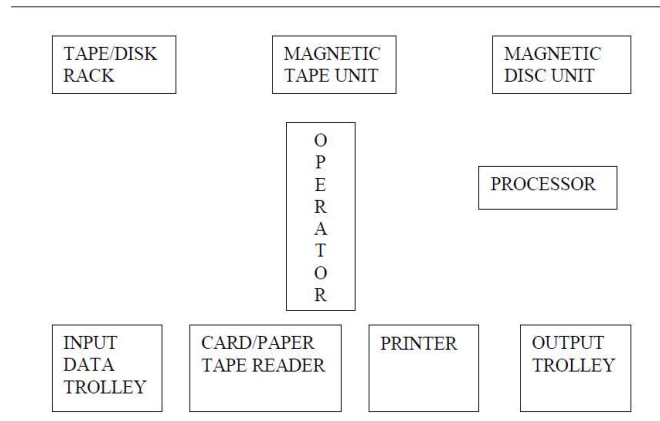 TAPE/DISK
RACK
MAGNETIC
TAPE UNIT
MAGNETIC
DISC UNIT
O
P
E
R
A
T
O
R
PROCESSOR
INPUT
DATA
TROLLEY
CARD/PAPER
TAPE READER
PRINTER
OUTPUT
TROLLEY